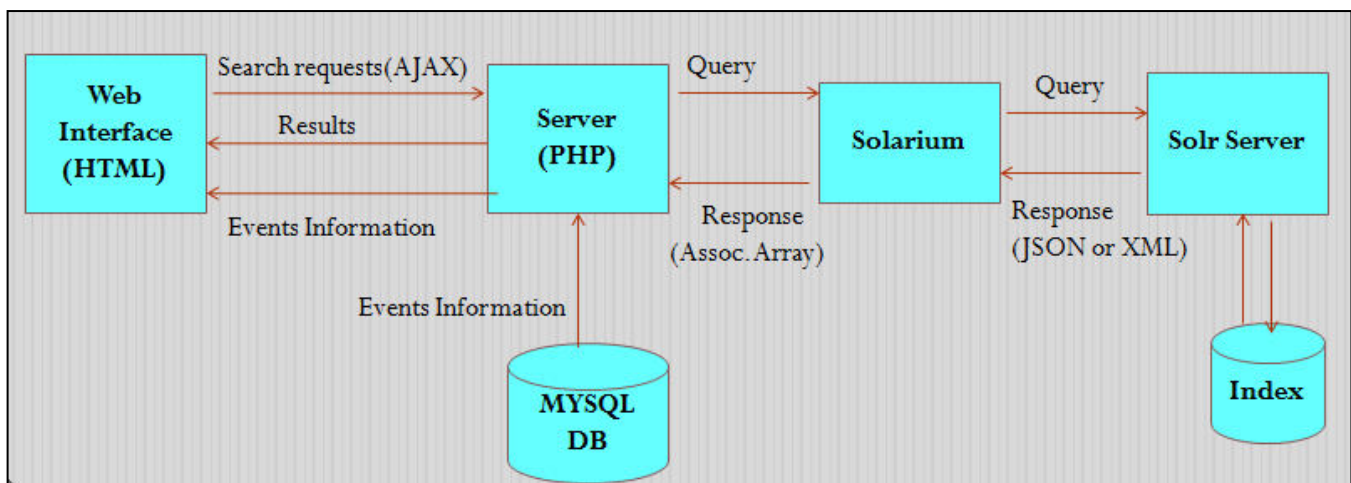 Web
Interface
(HTML)
Search requests(AJAX)
Results
Events Information
Server
(PHP)
Query
Response
(Assoc. Array)
Solarium
Query
Response
(JSON or XML)
Solr Server
Events Information
MYSQL
DB
Index